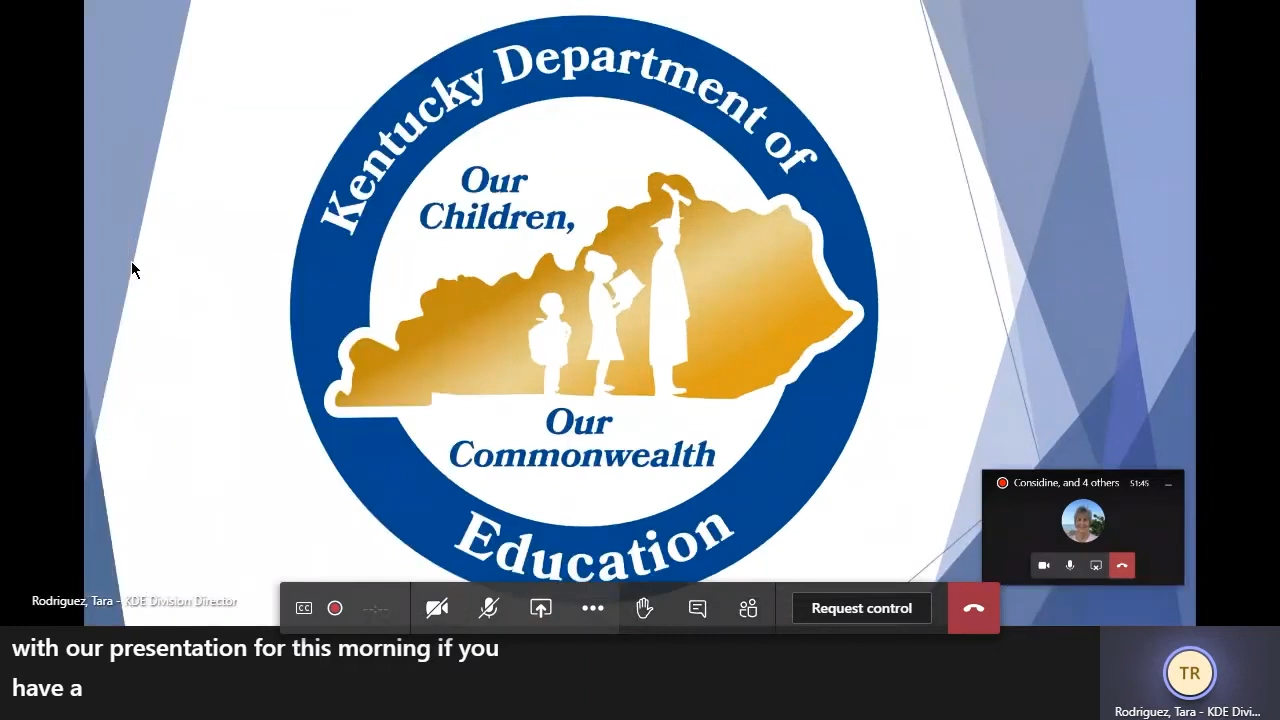 Kentucky Department of
Our
Children,
Our
Commonwealth
Education
Considine, and 4 others 51:45
Rodriguez, Tara - KDE Division Director
CC
--:--
Request control
with our presentation for this morning if you
have a
TR
Rodriguez, Tara - KDE Divi...